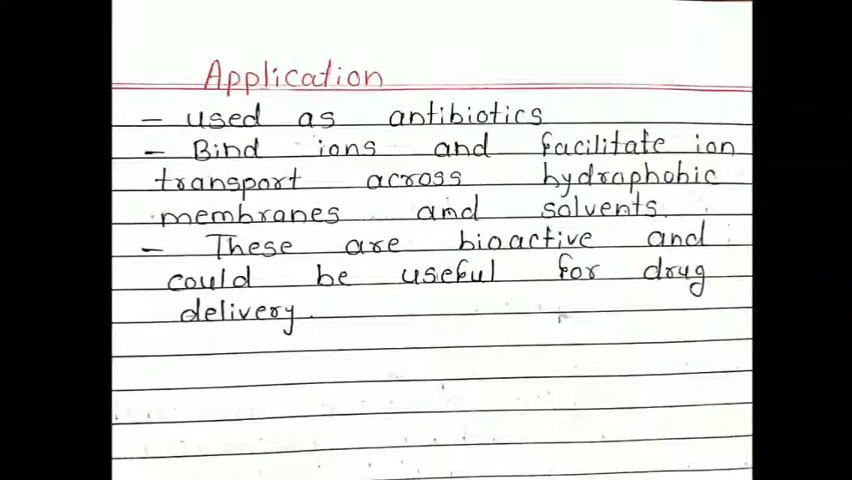 Application
- used as antibiotics
- Bind ions and facilitate ion
transport across hydrophobic
membranes and solvents.
- These are bioactive and
could be useful for drug
delivery.